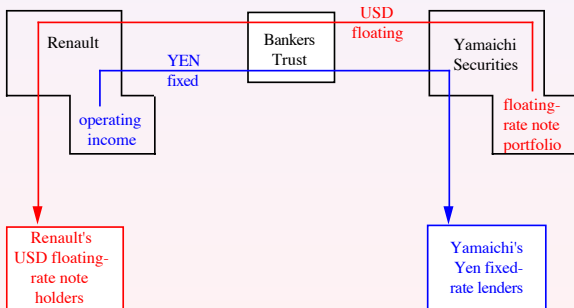 USD
floating
Renault
Bankers
Trust
Yamaichi
Securities
YEN
fixed
operating
income
floating-
rate note
portfolio
Renault's
USD floating-
rate note
holders
Yamaichi's
Yen fixed-
rate lenders